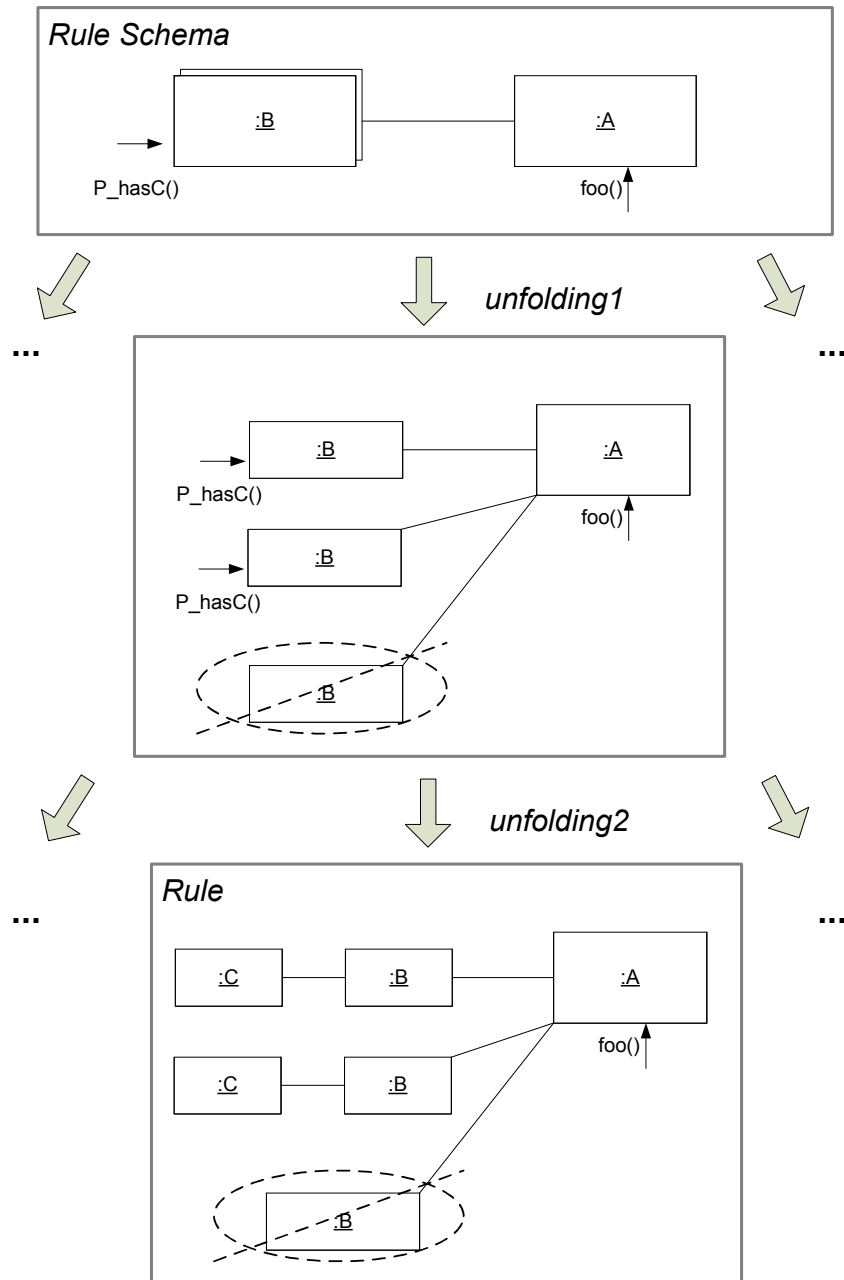 Rule Schema
:B
:A
P_hasC()
foo()
unfolding1
...
...
:B
:A
P_hasC()
foo()
:B
P_hasC()
:B
unfolding2
...
...
Rule
:C
:B
:A
foo()
:C
:B
:B